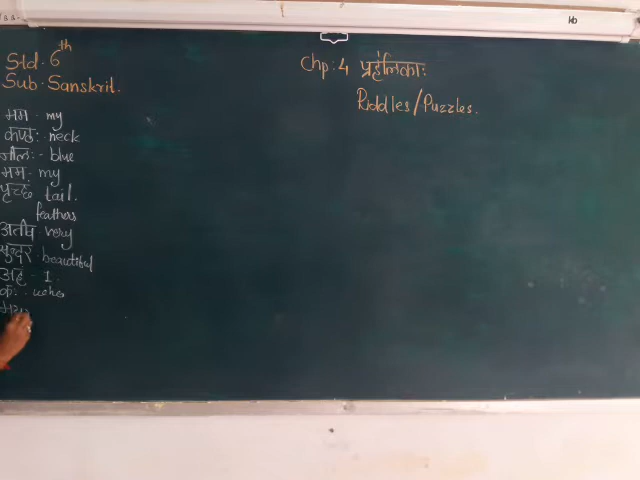 Std. 6th
Sub. Sanskrit.
Chp: 4 प्रहेलिकाः
Riddles/Puzzles.
मम - my
कण्ठः - neck
नीलः - blue
मम - my
tail.
feathers
अतीव - very
सुन्दर - beautiful
अहं - I
कः - who